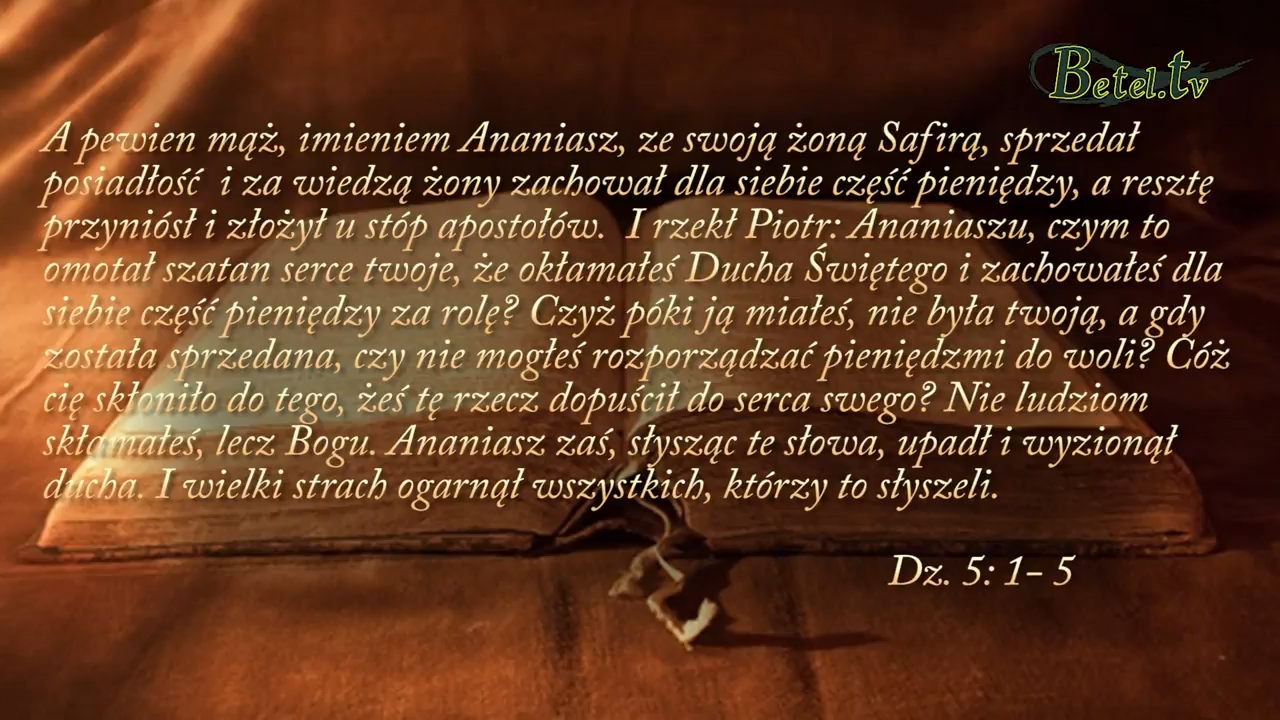 Betel.tv
A pewien mąż, imieniem Ananiasz, ze swoją żoną Safirą, sprzedał
posiadłość i za wiedzą żony zachował dla siebie część pieniędzy, a resztę
przyniósł i złożył u stóp apostołów. I rzekł Piotr: Ananiaszu, czym to
omotał szatan serce twoje, że okłamałeś Ducha Świętego i zachowałeś dla
siebie część pieniędzy za rolę? Czyż póki ją miałeś, nie była twoją, a gdy
została sprzedana, czy nie mogłeś rozporządzać pieniędzmi do woli? Cóż
cię skłoniło do tego, żeś tę rzecz dopuścił do serca swego? Nie ludziom
skłamałeś, lecz Bogu. Ananiasz zaś, słysząc te słowa, upadł i wyzionął
ducha. I wielki strach ogarnął wszystkich, którzy to słyszeli.
Dz. 5: 1- 5